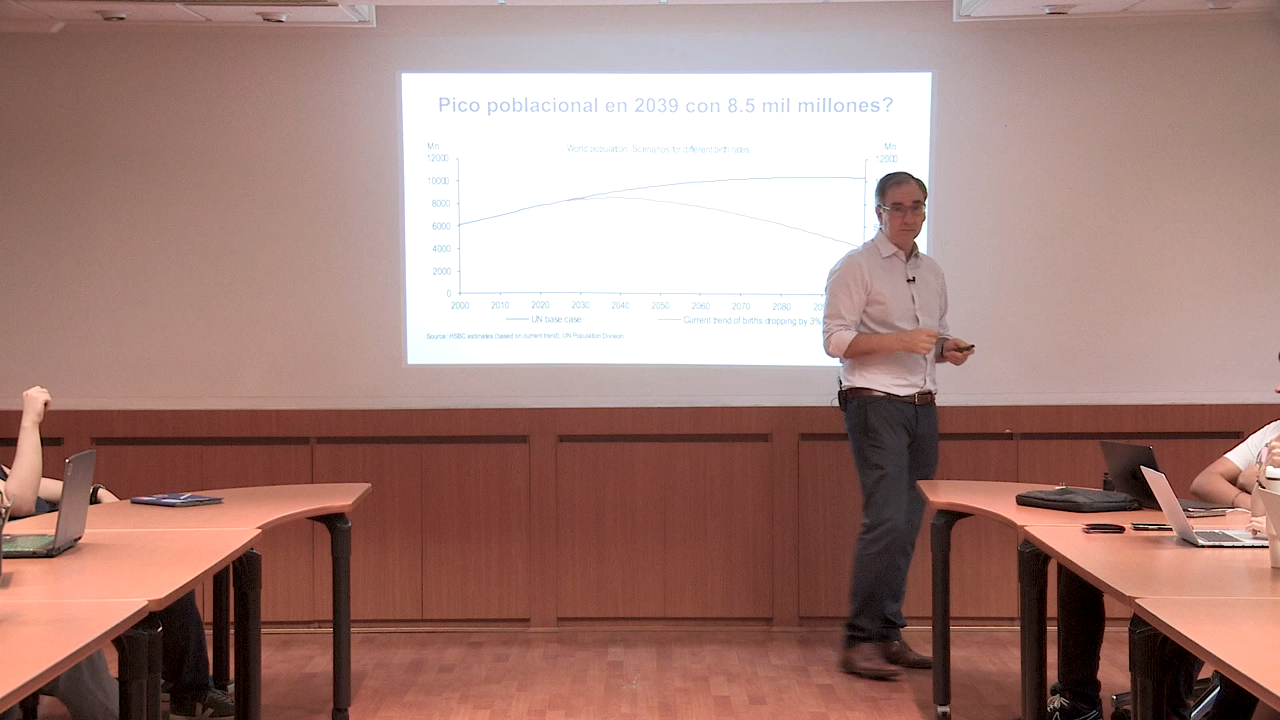 Pico poblacional en 2039 con 8.5 mil millones?
World population: Scenarios for different birth rates
Mn
Mn
12000
12000
10000
8000
6000
4000
2000
0
2000 2010 2020 2030 2040 2050 2060 2070 2080
UN base case
Current trend of births dropping by 3%
Source: HSBC estimates (based on current trend), UN Population Division